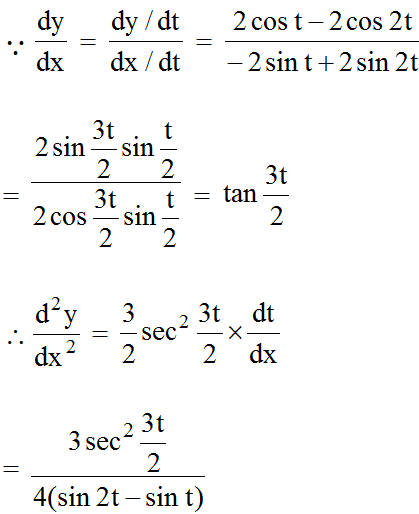 ∵ dy/dx = (dy / dt)/(dx / dt) = (2 cos t − 2 cos 2t)/(− 2 sin t + 2 sin 2t)
= (2 sin 3t/2 sin t/2)/(2 cos 3t/2 sin t/2) = tan 3t/2
∴ d²y/dx² = 3/2 sec² 3t/2 × dt/dx
= (3 sec² 3t/2)/(4(sin 2t − sin t))